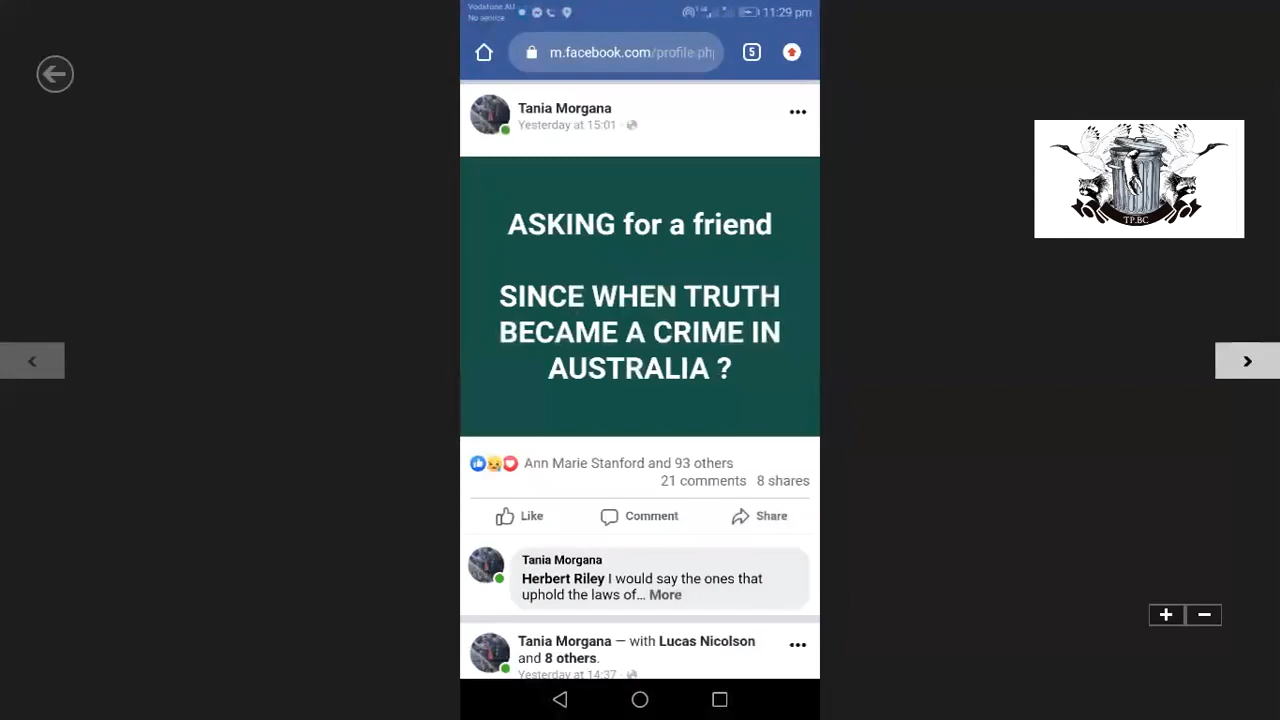 Vodafone AU
No service
11:29 pm
m.facebook.com/profile.ph
5
Tania Morgana
Yesterday at 15:01
ASKING for a friend
SINCE WHEN TRUTH
BECAME A CRIME IN
AUSTRALIA ?
Ann Marie Stanford and 93 others
21 comments 8 shares
Like Comment Share
Tania Morgana
Herbert Riley I would say the ones that
uphold the laws of... More
Tania Morgana — with Lucas Nicolson
and 8 others.
Yesterday at 14:37
TP.BC